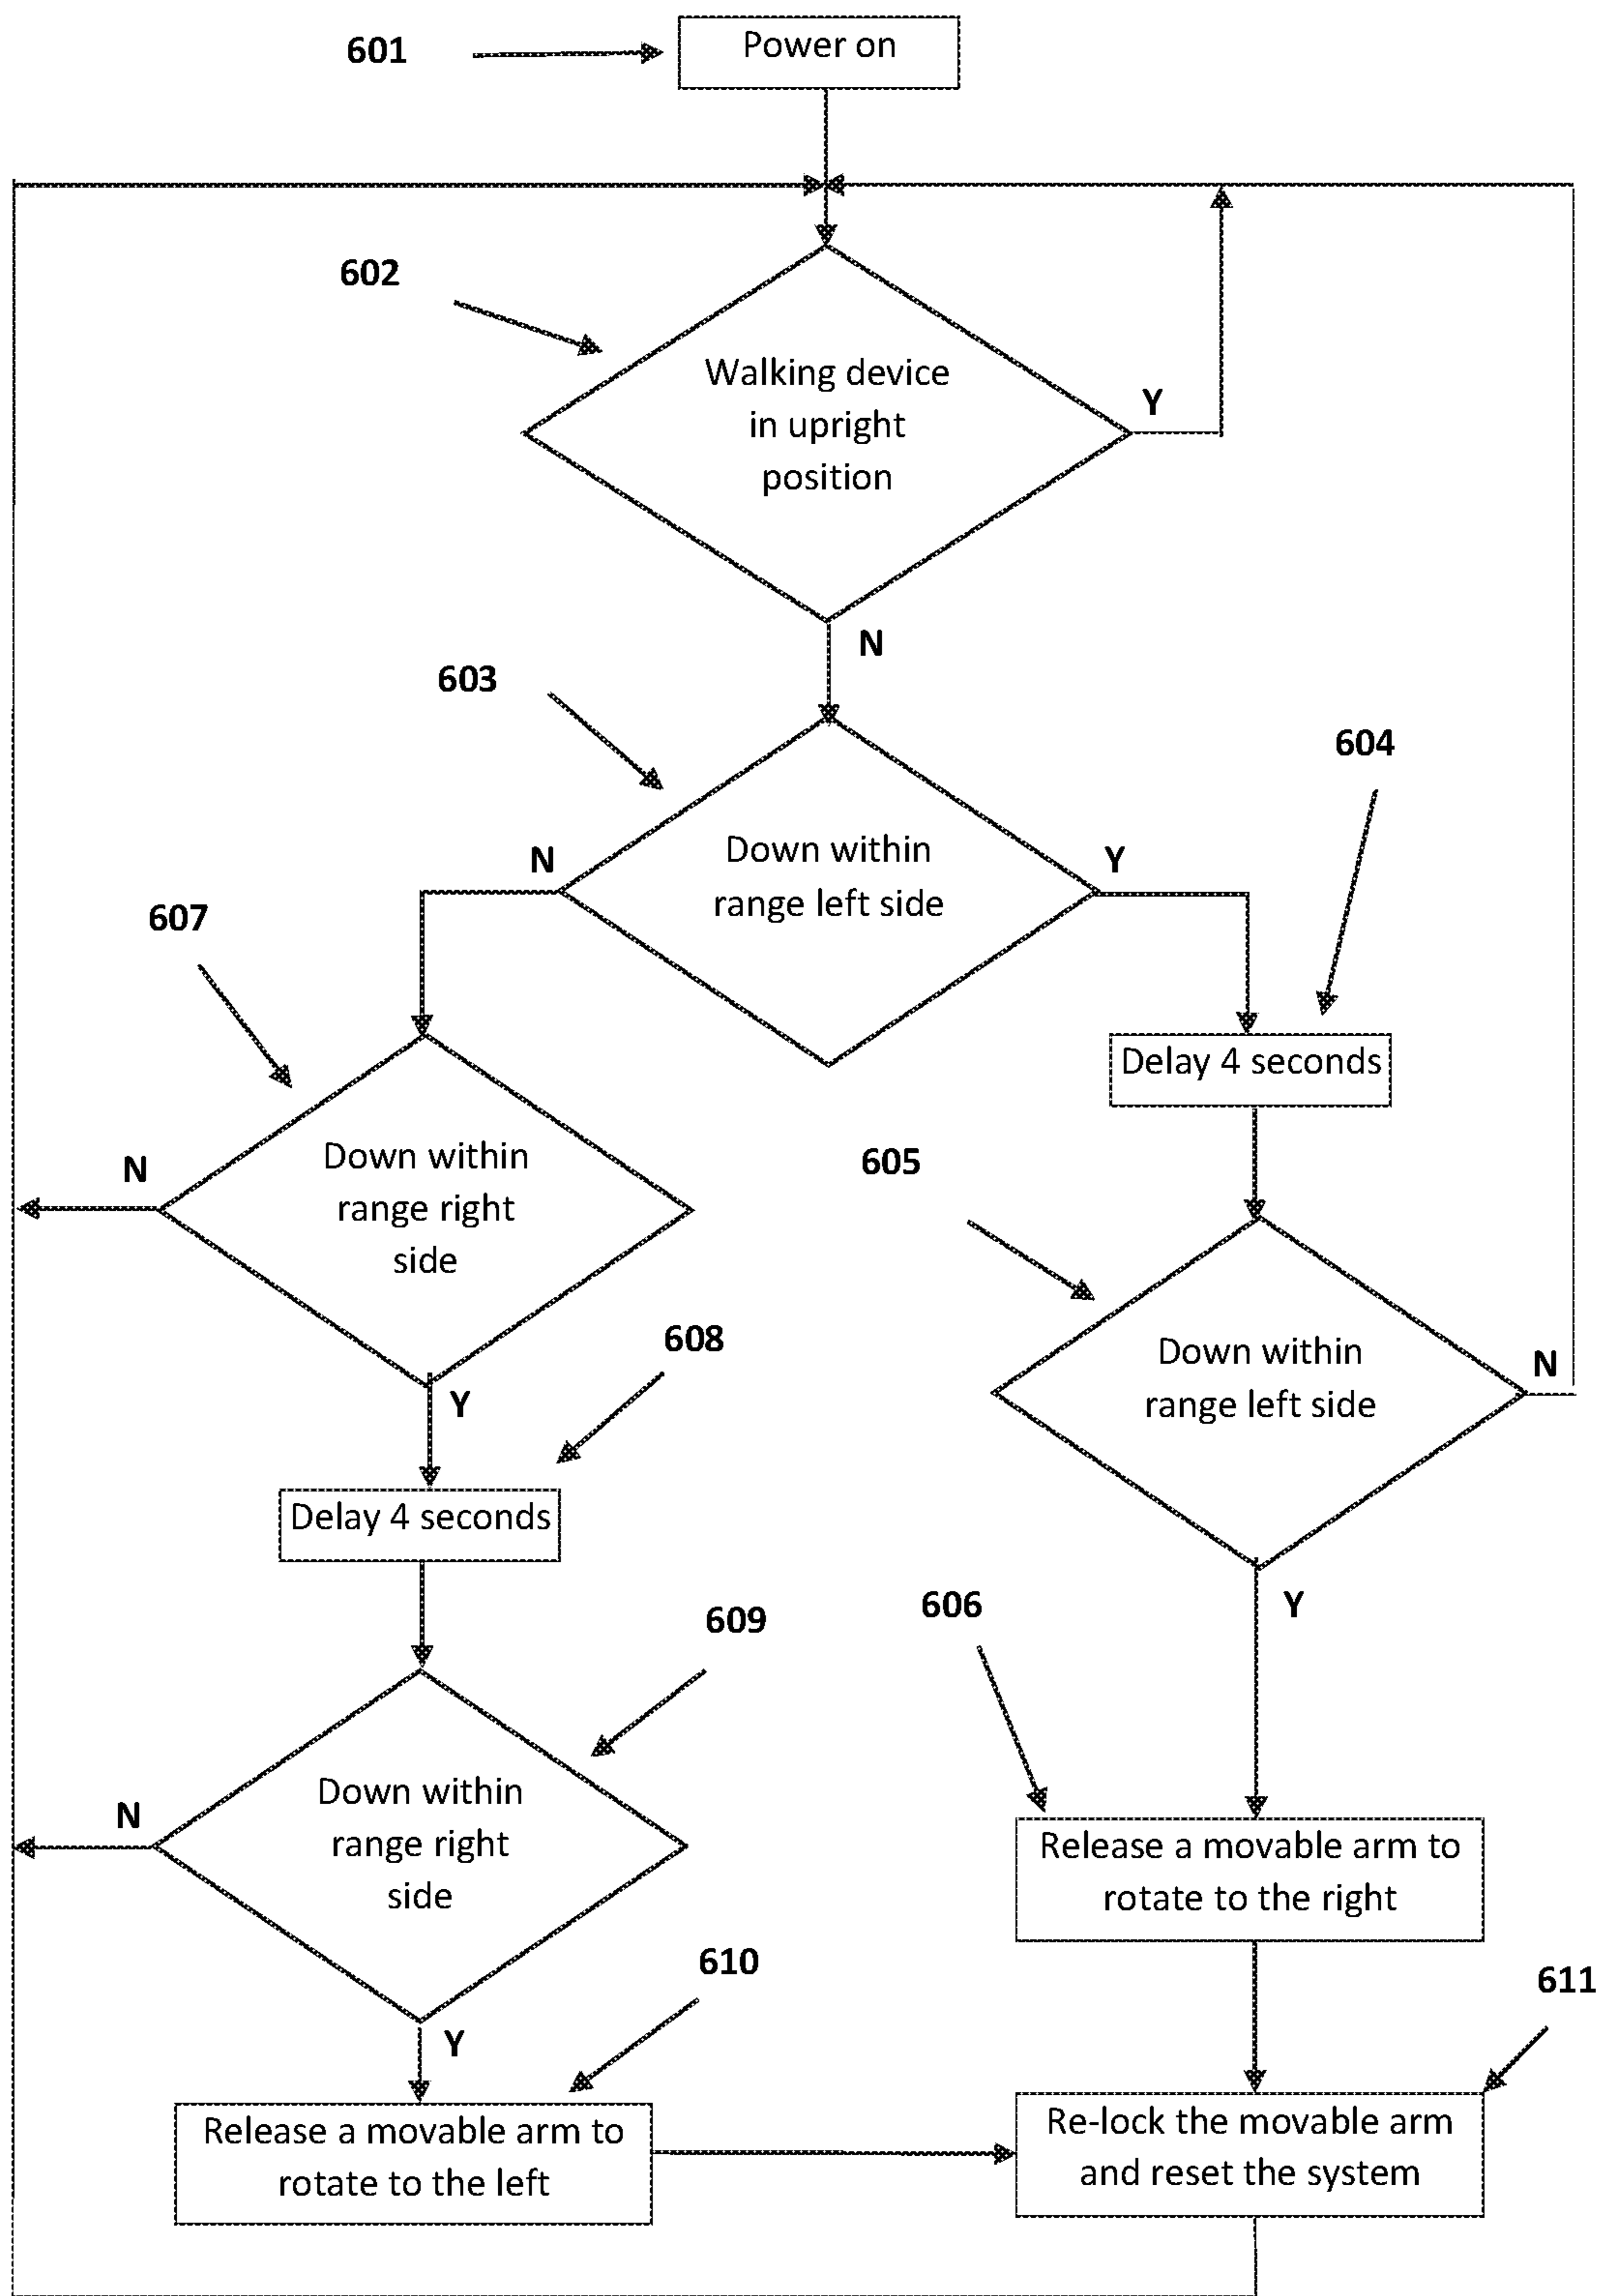 601
Power on
602
Walking device
in upright
position
Y
N
603
604
Down within
range left side
N
Y
607
Delay 4 seconds
605
Down within
range right
side
N
608
Y
Down within
range left side
N
Delay 4 seconds
606
Y
609
Down within
range right
side
N
Release a movable arm to
rotate to the right
610
611
Y
Release a movable arm to
rotate to the left
Re-lock the movable arm
and reset the system